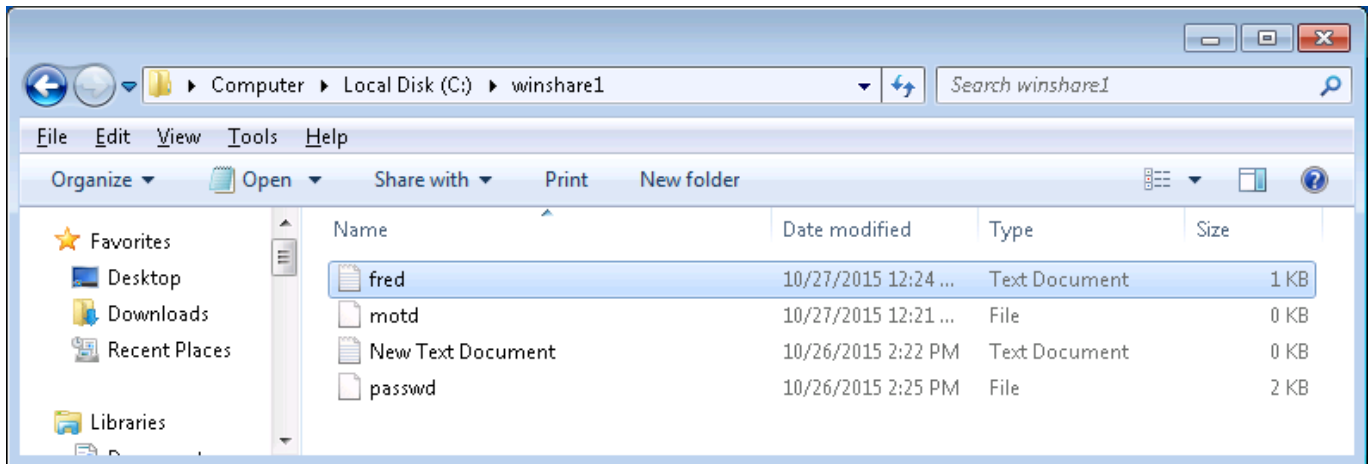 Computer Local Disk (C:) winshare1 Search winshare1
File Edit View Tools Help
Organize Open Share with Print New folder
Favorites
Desktop
Downloads
Recent Places
Libraries
Name Date modified Type Size
fred 10/27/2015 12:24 ... Text Document 1 KB
motd 10/27/2015 12:21 ... File 0 KB
New Text Document 10/26/2015 2:22 PM Text Document 0 KB
passwd 10/26/2015 2:25 PM File 2 KB